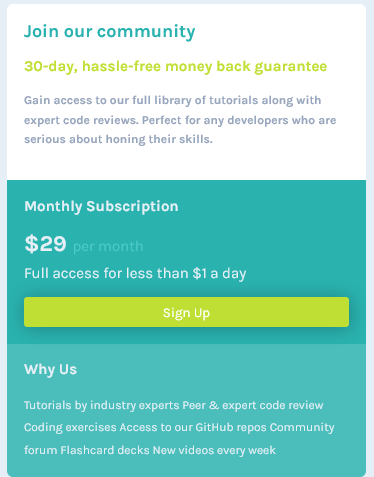 Join our community
30-day, hassle-free money back guarantee
Gain access to our full library of tutorials along with
expert code reviews. Perfect for any developers who are
serious about honing their skills.
Monthly Subscription
$29 per month
Full access for less than $1 a day
Sign Up
Why Us
Tutorials by industry experts Peer & expert code review
Coding exercises Access to our GitHub repos Community
forum Flashcard decks New videos every week